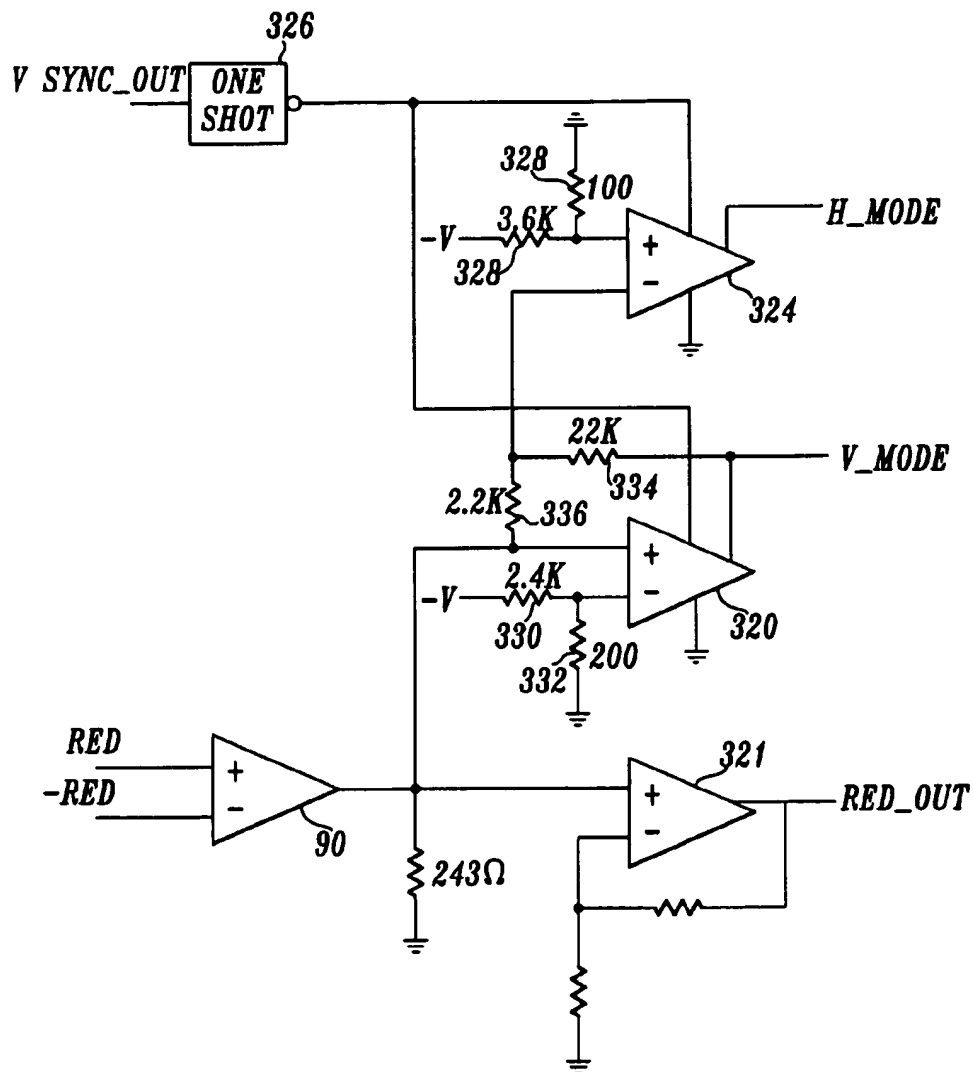 326
V SYNC_OUT
ONE
SHOT
328
100
3.6K
-V
328
+
-
324
H_MODE
22K
334
V_MODE
2.2K
336
2.4K
-V
330
+
-
320
332
200
RED
-RED
+
-
90
321
+
-
RED_OUT
243Ω